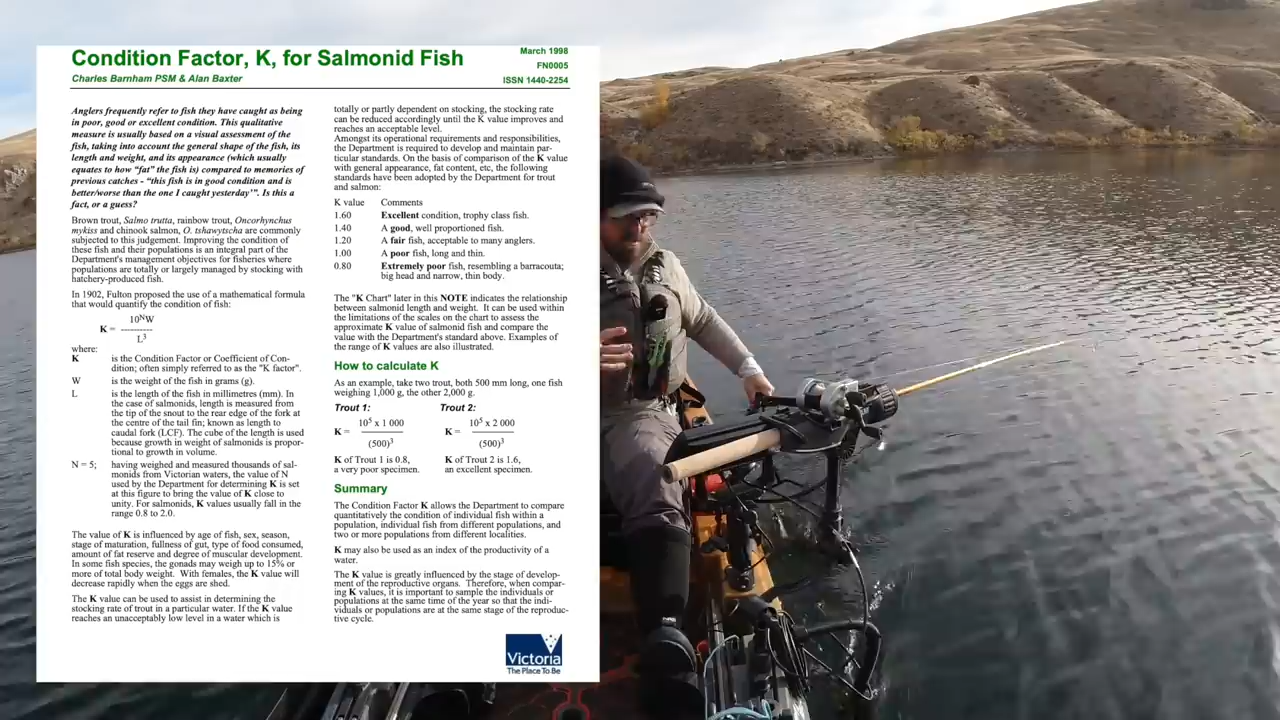 Condition Factor, K, for Salmonid Fish
Charles Barnham PSM & Alan Baxter
March 1998
FN0005
ISSN 1440-2254
Anglers frequently refer to fish they have caught as being
in poor, good or excellent condition. This qualitative
measure is usually based on a visual assessment of the
fish, taking into account the general shape of the fish, its
length and weight, and its appearance (which usually
equates to how “fat” the fish is) compared to memories of
previous catches - “this fish is in good condition and is
better/worse than the one I caught yesterday’”. Is this a
fact, or a guess?
Brown trout, Salmo trutta, rainbow trout, Oncorhynchus
mykiss and chinook salmon, O. tshawytscha are commonly
subjected to this judgement. Improving the condition of
these fish and their populations is an integral part of the
Department's management objectives for fisheries where
populations are totally or largely managed by stocking with
hatchery-produced fish.
In 1902, Fulton proposed the use of a mathematical formula
that would quantify the condition of fish:
10ᴺW
K = ----------
L³
where:
K is the Condition Factor or Coefficient of Con-
dition; often simply referred to as the "K factor".
W is the weight of the fish in grams (g).
L is the length of the fish in millimetres (mm). In
the case of salmonids, length is measured from
the tip of the snout to the rear edge of the fork at
the centre of the tail fin; known as length to
caudal fork (LCF). The cube of the length is used
because growth in weight of salmonids is propor-
tional to growth in volume.
N = 5; having weighed and measured thousands of sal-
monids from Victorian waters, the value of N
used by the Department for determining K is set
at this figure to bring the value of K close to
unity. For salmonids, K values usually fall in the
range 0.8 to 2.0.
The value of K is influenced by age of fish, sex, season,
stage of maturation, fullness of gut, type of food consumed,
amount of fat reserve and degree of muscular development.
In some fish species, the gonads may weigh up to 15% or
more of total body weight. With females, the K value will
decrease rapidly when the eggs are shed.
The K value can be used to assist in determining the
stocking rate of trout in a particular water. If the K value
reaches an unacceptably low level in a water which is
totally or partly dependent on stocking, the stocking rate
can be reduced accordingly until the K value improves and
reaches an acceptable level.
Amongst its operational requirements and responsibilities,
the Department is required to develop and maintain par-
ticular standards. On the basis of comparison of the K value
with general appearance, fat content, etc, the following
standards have been adopted by the Department for trout
and salmon:
K value Comments
1.60 Excellent condition, trophy class fish.
1.40 A good, well proportioned fish.
1.20 A fair fish, acceptable to many anglers.
1.00 A poor fish, long and thin.
0.80 Extremely poor fish, resembling a barracouta;
big head and narrow, thin body.
The "K Chart" later in this NOTE indicates the relationship
between salmonid length and weight. It can be used within
the limitations of the scales on the chart to assess the
approximate K value of salmonid fish and compare the
value with the Department's standard above. Examples of
the range of K values are also illustrated.
How to calculate K
As an example, take two trout, both 500 mm long, one fish
weighing 1,000 g, the other 2,000 g.
Trout 1: Trout 2:
10⁵ x 1 000 10⁵ x 2 000
K = K =
(500)³ (500)³
K of Trout 1 is 0.8, K of Trout 2 is 1.6,
a very poor specimen. an excellent specimen.
Summary
The Condition Factor K allows the Department to compare
quantitatively the condition of individual fish within a
population, individual fish from different populations, and
two or more populations from different localities.
K may also be used as an index of the productivity of a
water.
The K value is greatly influenced by the stage of develop-
ment of the reproductive organs. Therefore, when compar-
ing K values, it is important to sample the individuals or
populations at the same time of the year so that the indi-
viduals or populations are at the same stage of the reproduc-
tive cycle.
Victoria
The Place To Be